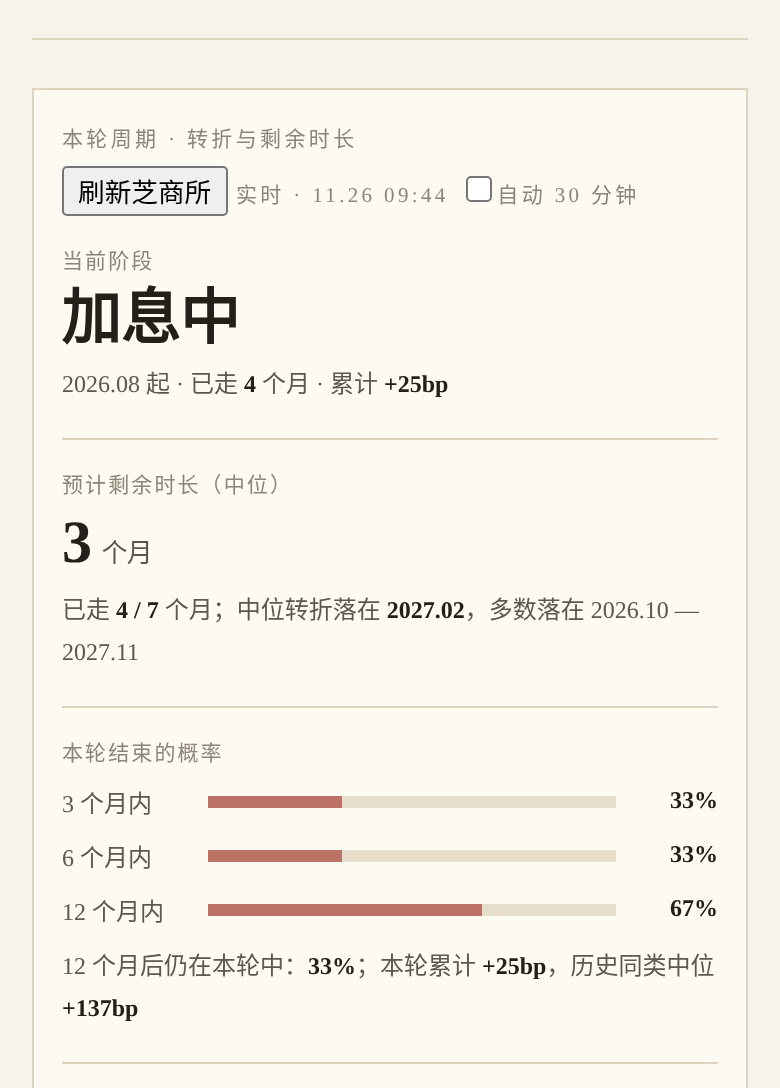 本轮周期 · 转折与剩余时长
刷新芝商所 实时 · 11.26 09:44 自动 30 分钟
当前阶段
加息中
2026.08 起 · 已走 4 个月 · 累计 +25bp
预计剩余时长（中位）
3 个月
已走 4 / 7 个月；中位转折落在 2027.02，多数落在 2026.10 —
2027.11
本轮结束的概率
3 个月内 33%
6 个月内 33%
12 个月内 67%
12 个月后仍在本轮中：33%；本轮累计 +25bp，历史同类中位
+137bp